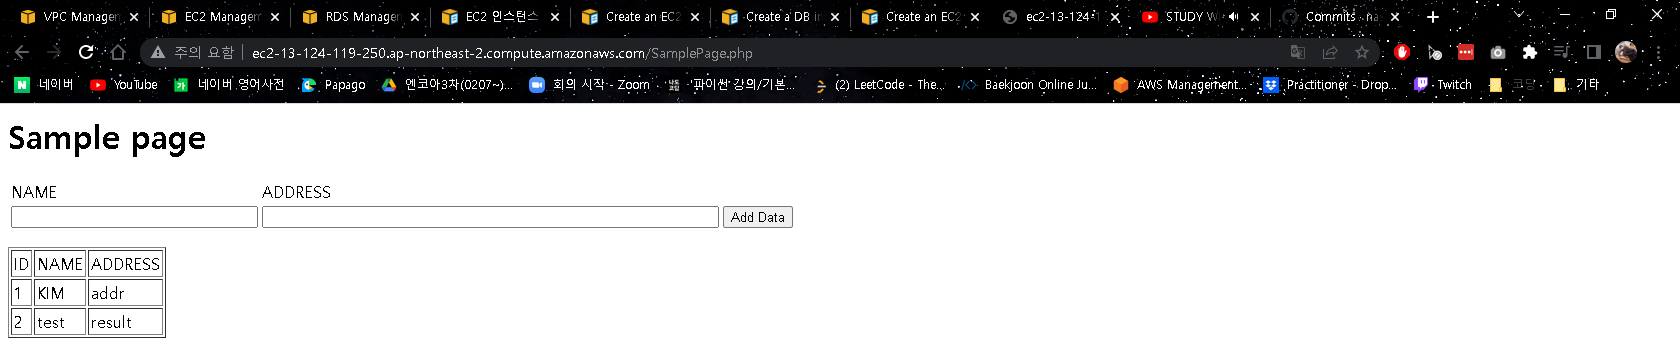 VPC Managem
EC2 Managem
RDS Managem
EC2 인스턴스
Create an EC2
Create a DB in
Create an EC2
ec2-13-124-1
STUDY W
Commits · nas
주의 요함
ec2-13-124-119-250.ap-northeast-2.compute.amazonaws.com/SamplePage.php
네이버
YouTube
네이버 영어사전
Papago
엔코아3차(0207~)...
회의 시작 - Zoom
'파이썬 강의/기본...
(2) LeetCode - The...
Baekjoon Online Ju...
AWS Management...
Practitioner - Drop...
Twitch
코딩
기타
Sample page
NAME ADDRESS
Add Data
ID NAME ADDRESS
1 KIM addr
2 test result